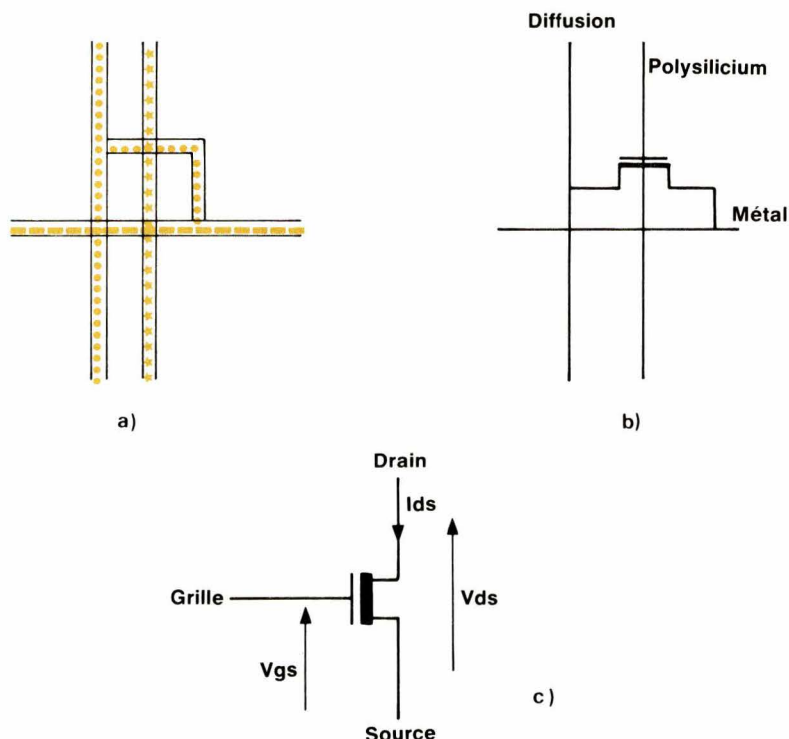 Diffusion
Polysilicium
Métal
a)
b)
Drain
Ids
Grille
Vds
Vgs
c)
Source